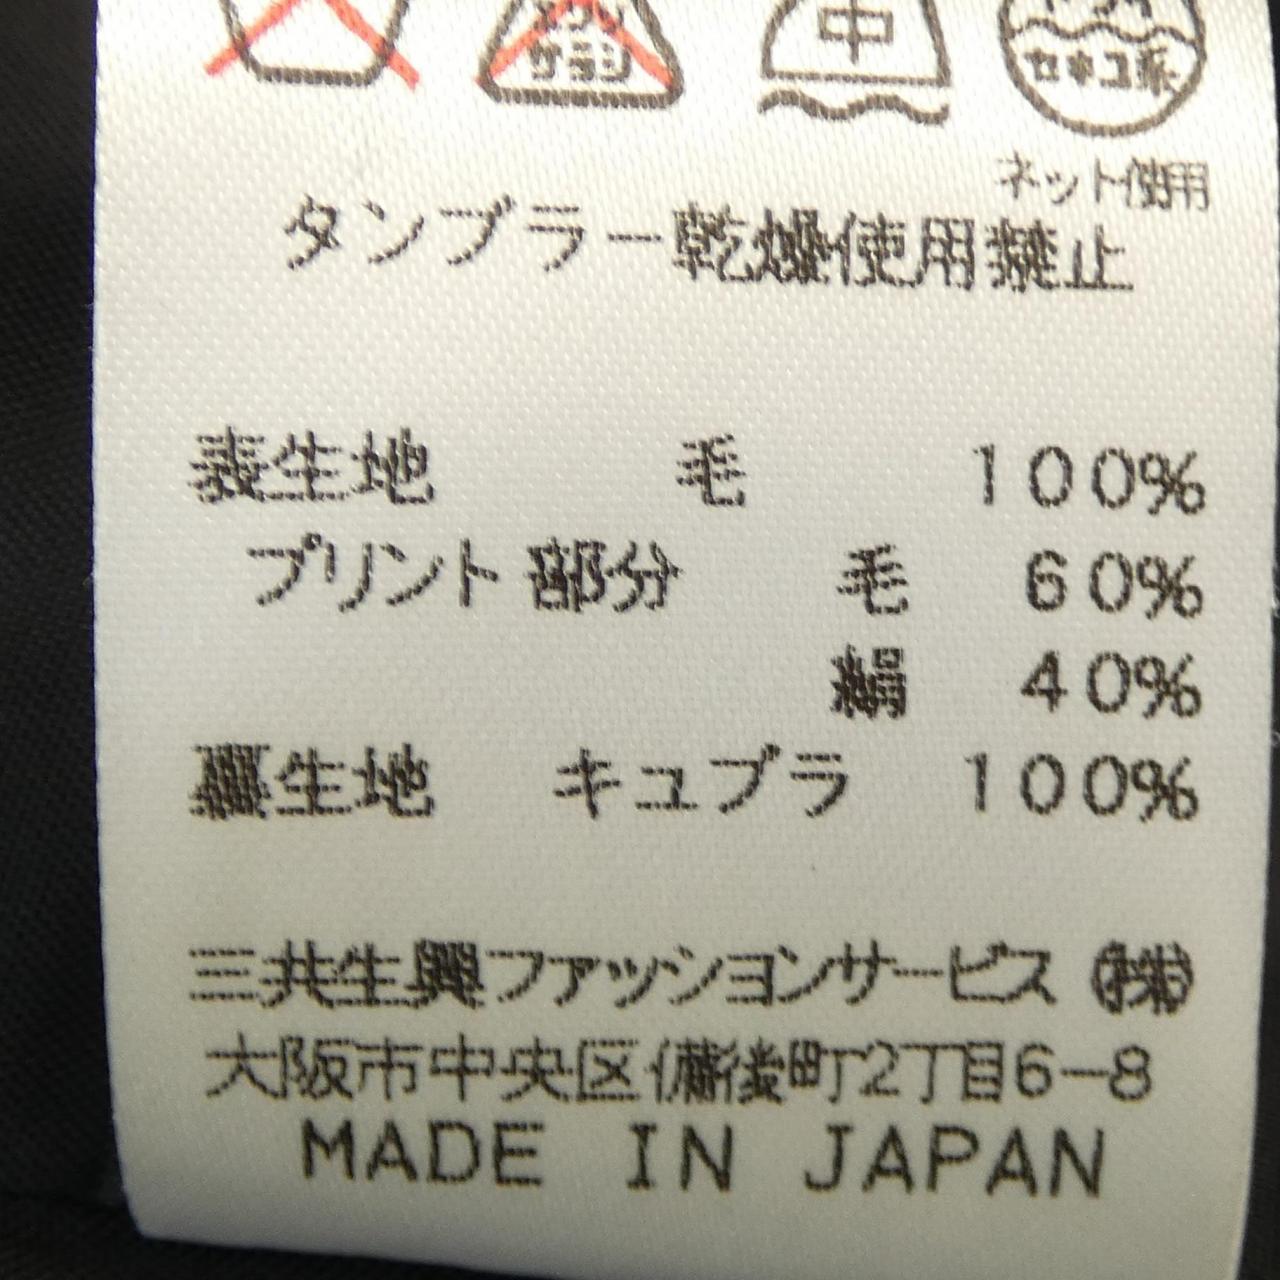 サラシ
中
セキユ系
ネット使用
タンブラー乾燥使用禁止
表生地 毛 100%
プリント部分 毛 60%
絹 40%
裏生地 キュプラ 100%
三共生興ファッションサービス㈱
大阪市中央区備後町2丁目6-8
MADE IN JAPAN